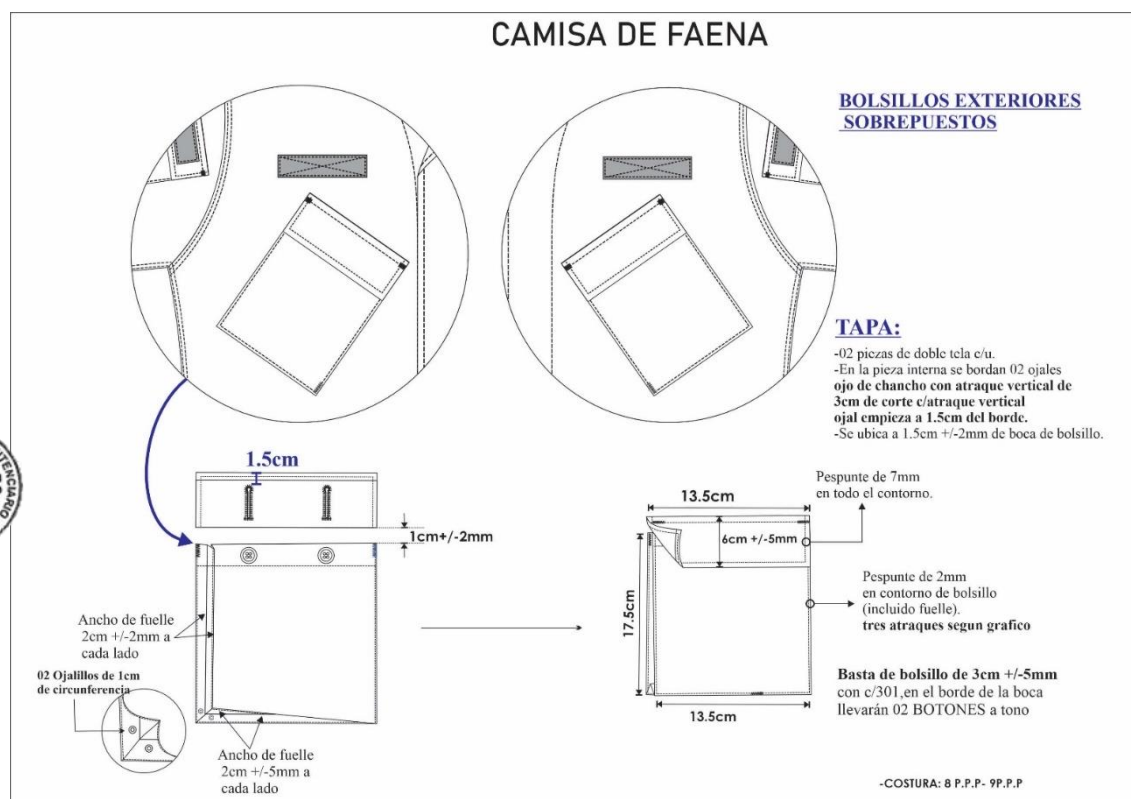 CAMISA DE FAENA
BOLSILLOS EXTERIORES
SOBREPUESTOS
TAPA:
-02 piezas de doble tela c/u.
-En la pieza interna se bordan 02 ojales
ojo de chancho con atraque vertical de
3cm de corte c/atraque vertical
ojal empieza a 1.5cm del borde.
-Se ubica a 1.5cm +/-2mm de boca de bolsillo.
1.5cm
1cm+/-2mm
Ancho de fuelle
2cm +/-2mm a
cada lado
02 Ojalillos de 1cm
de circunferencia
Ancho de fuelle
2cm +/-5mm a
cada lado
13.5cm
6cm +/-5mm
17.5cm
13.5cm
Pespunte de 7mm
en todo el contorno.
Pespunte de 2mm
en contorno de bolsillo
(incluido fuelle).
tres atraques segun grafico
Basta de bolsillo de 3cm +/-5mm
con c/301,en el borde de la boca
llevarán 02 BOTONES a tono
-COSTURA: 8 P.P.P- 9P.P.P